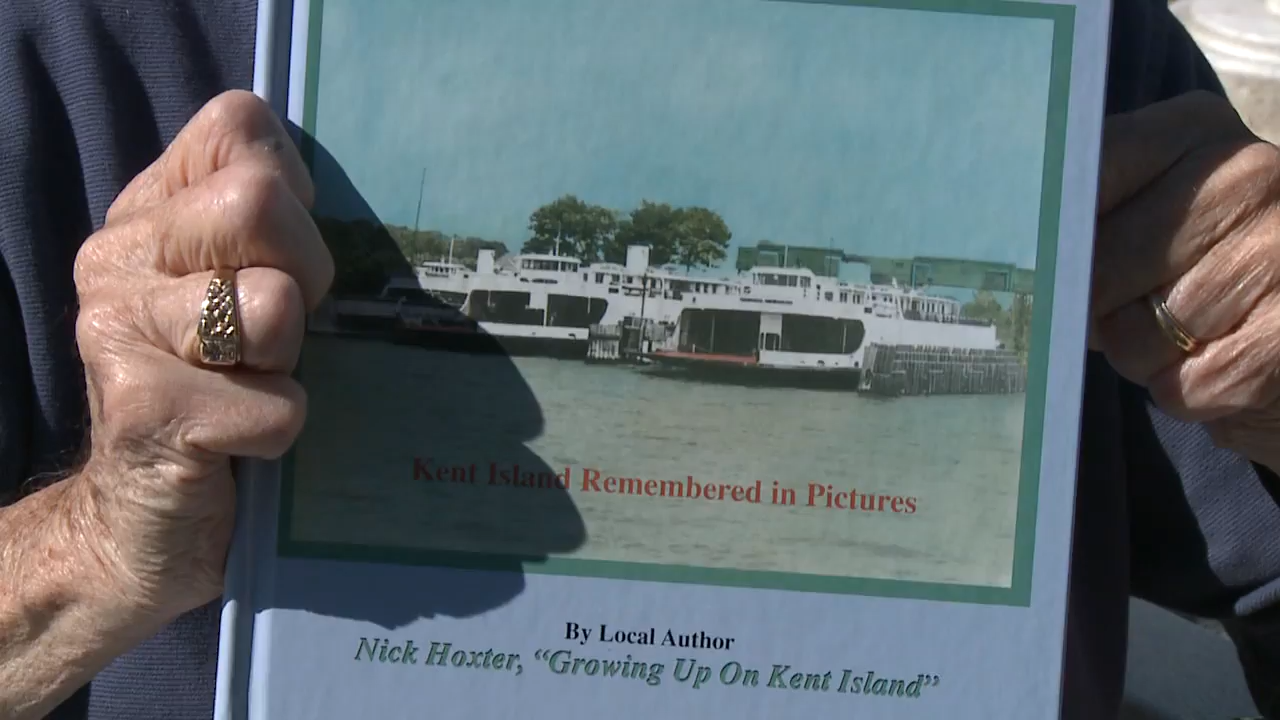 Kent Island Remembered in Pictures
By Local Author
Nick Hoxter, “Growing Up On Kent Island”